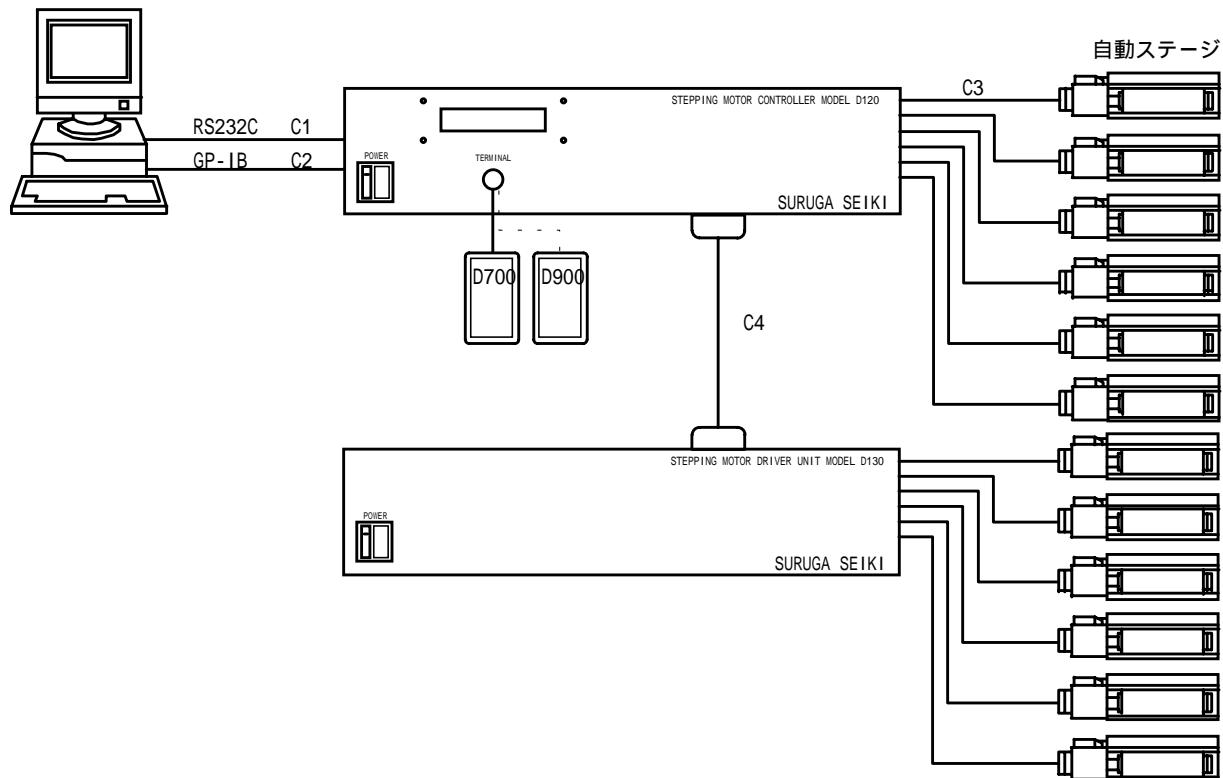 自動ステージ
STEPPING MOTOR CONTROLLER MODEL D120
C3
RS232C C1
GP-IB C2
POWER
TERMINAL
SURUGA SEIKI
D700
D900
C4
STEPPING MOTOR DRIVER UNIT MODEL D130
POWER
SURUGA SEIKI